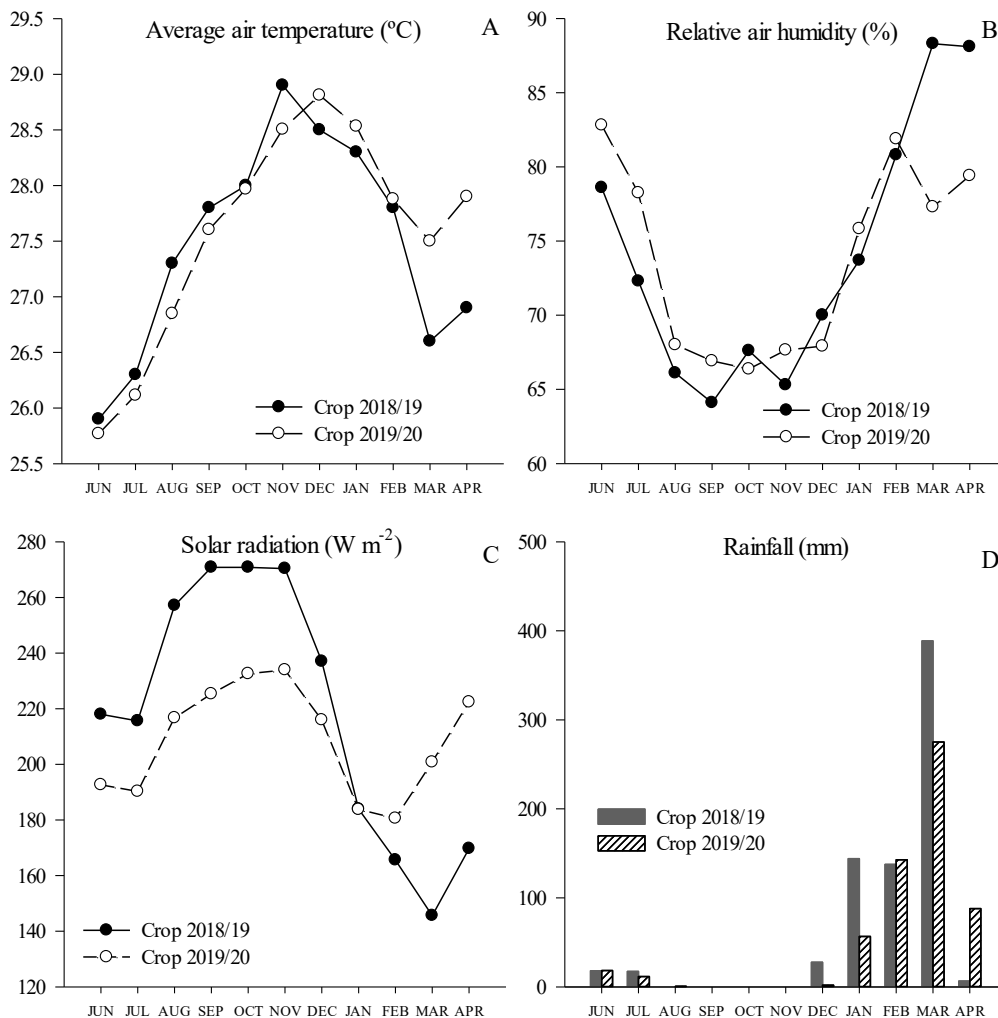 Average air temperature (ºC)
A
29.5
29.0
28.5
28.0
27.5
27.0
26.5
26.0
25.5
Crop 2018/19
Crop 2019/20
JUN JUL AUG SEP OCT NOV DEC JAN FEB MAR APR
Relative air humidity (%)
B
90
85
80
75
70
65
60
Crop 2018/19
Crop 2019/20
JUN JUL AUG SEP OCT NOV DEC JAN FEB MAR APR
Solar radiation (W m-2)
C
280
260
240
220
200
180
160
140
120
Crop 2018/19
Crop 2019/20
JUN JUL AUG SEP OCT NOV DEC JAN FEB MAR APR
Rainfall (mm)
D
500
400
300
200
100
0
Crop 2018/19
Crop 2019/20
JUN JUL AUG SEP OCT NOV DEC JAN FEB MAR APR